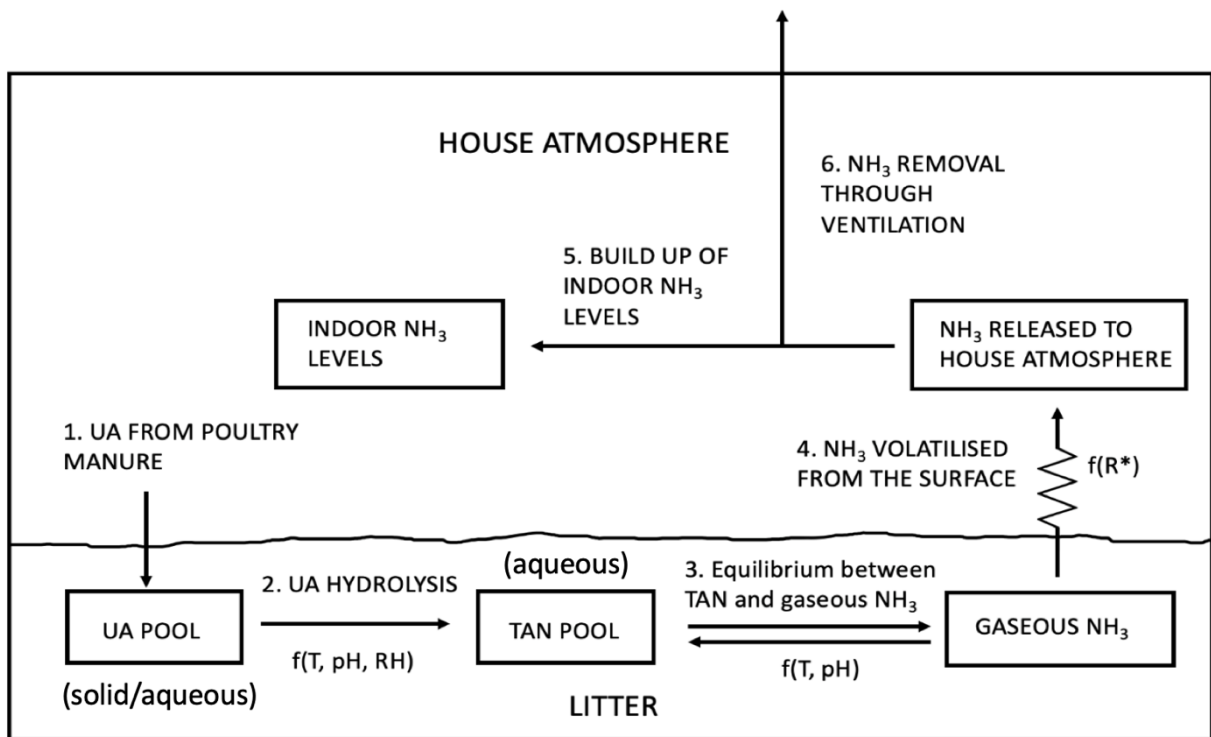 HOUSE ATMOSPHERE
6. NH₃ REMOVAL
THROUGH
VENTILATION
5. BUILD UP OF
INDOOR NH₃
LEVELS
INDOOR NH₃
LEVELS
NH₃ RELEASED TO
HOUSE ATMOSPHERE
1. UA FROM POULTRY
MANURE
4. NH₃ VOLATILISED
FROM THE SURFACE
f(R*)
2. UA HYDROLYSIS
(aqueous)
3. Equilibrium between
TAN and gaseous NH₃
UA POOL
TAN POOL
GASEOUS NH₃
f(T, pH, RH)
f(T, pH)
(solid/aqueous)
LITTER